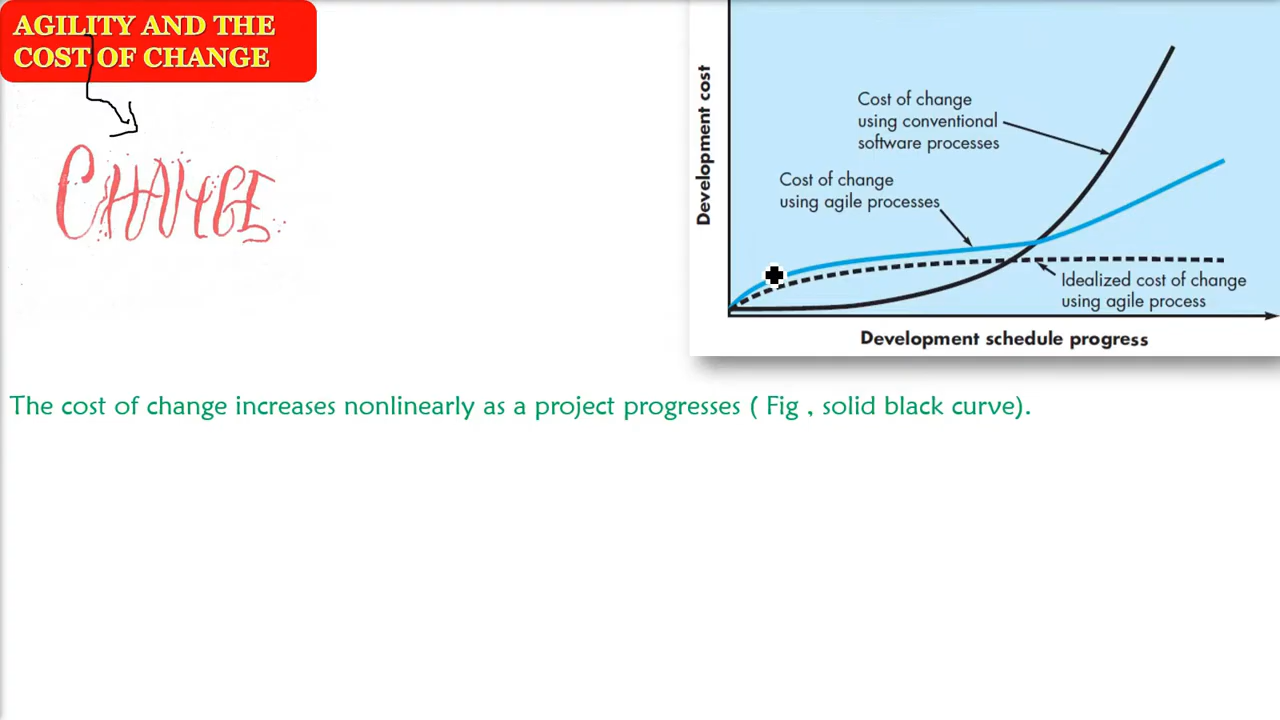 AGILITY AND THE
COST OF CHANGE
CHANGE
Development cost
Cost of change
using conventional
software processes
Cost of change
using agile processes
Idealized cost of change
using agile process
Development schedule progress
The cost of change increases nonlinearly as a project progresses ( Fig , solid black curve).